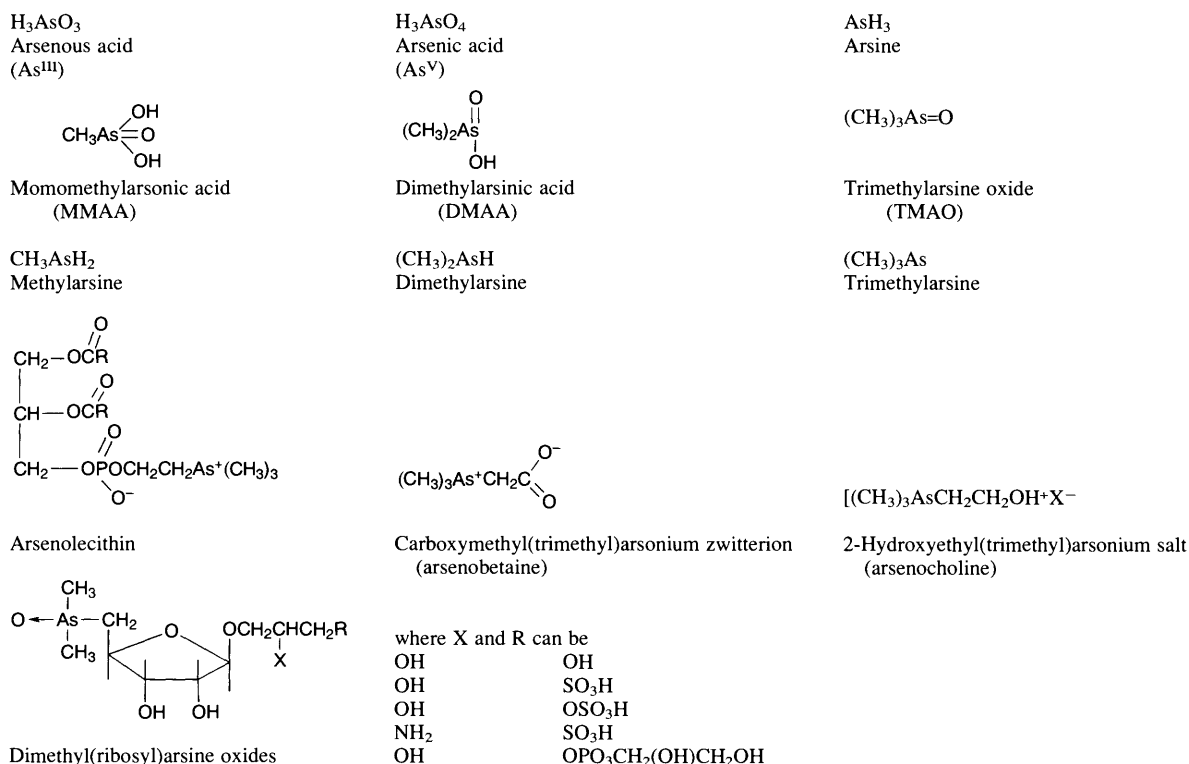 H₃AsO₃ H₃AsO₄ AsH₃
Arsenous acid Arsenic acid Arsine
(Asᴵᴵᴵ) (Asⱽ)
OH O
CH₃As=O (CH₃)₂As (CH₃)₃As=O
OH OH
Momomethylarsonic acid Dimethylarsinic acid Trimethylarsine oxide
(MMAA) (DMAA) (TMAO)
CH₃AsH₂ (CH₃)₂AsH (CH₃)₃As
Methylarsine Dimethylarsine Trimethylarsine
O
CH₂—OCR
O
CH—OCR
O
CH₂—OPOCH₂CH₂As⁺(CH₃)₃
O⁻
O⁻
(CH₃)₃As⁺CH₂C
O
[(CH₃)₃AsCH₂CH₂OH⁺X⁻
Arsenolecithin Carboxymethyl(trimethyl)arsonium zwitterion 2-Hydroxyethyl(trimethyl)arsonium salt
(arsenobetaine) (arsenocholine)
CH₃
O←As—CH₂ O OCH₂CHCH₂R
CH₃ X
OH OH
Dimethyl(ribosyl)arsine oxides
where X and R can be
OH OH
OH SO₃H
OH OSO₃H
NH₂ SO₃H
OH OPO₃CH₂(OH)CH₂OH